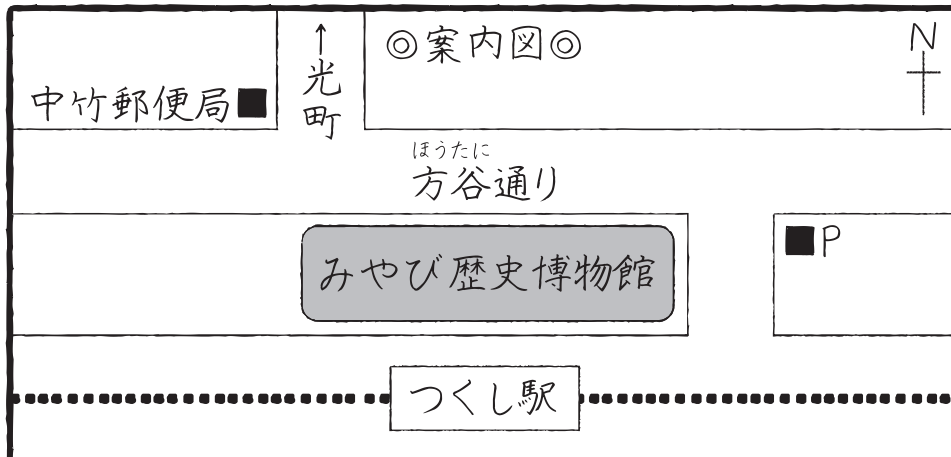 ◎案内図◎
N
↑光町
中竹郵便局■
ほうたに
方谷通り
■P
みやび歴史博物館
つくし駅